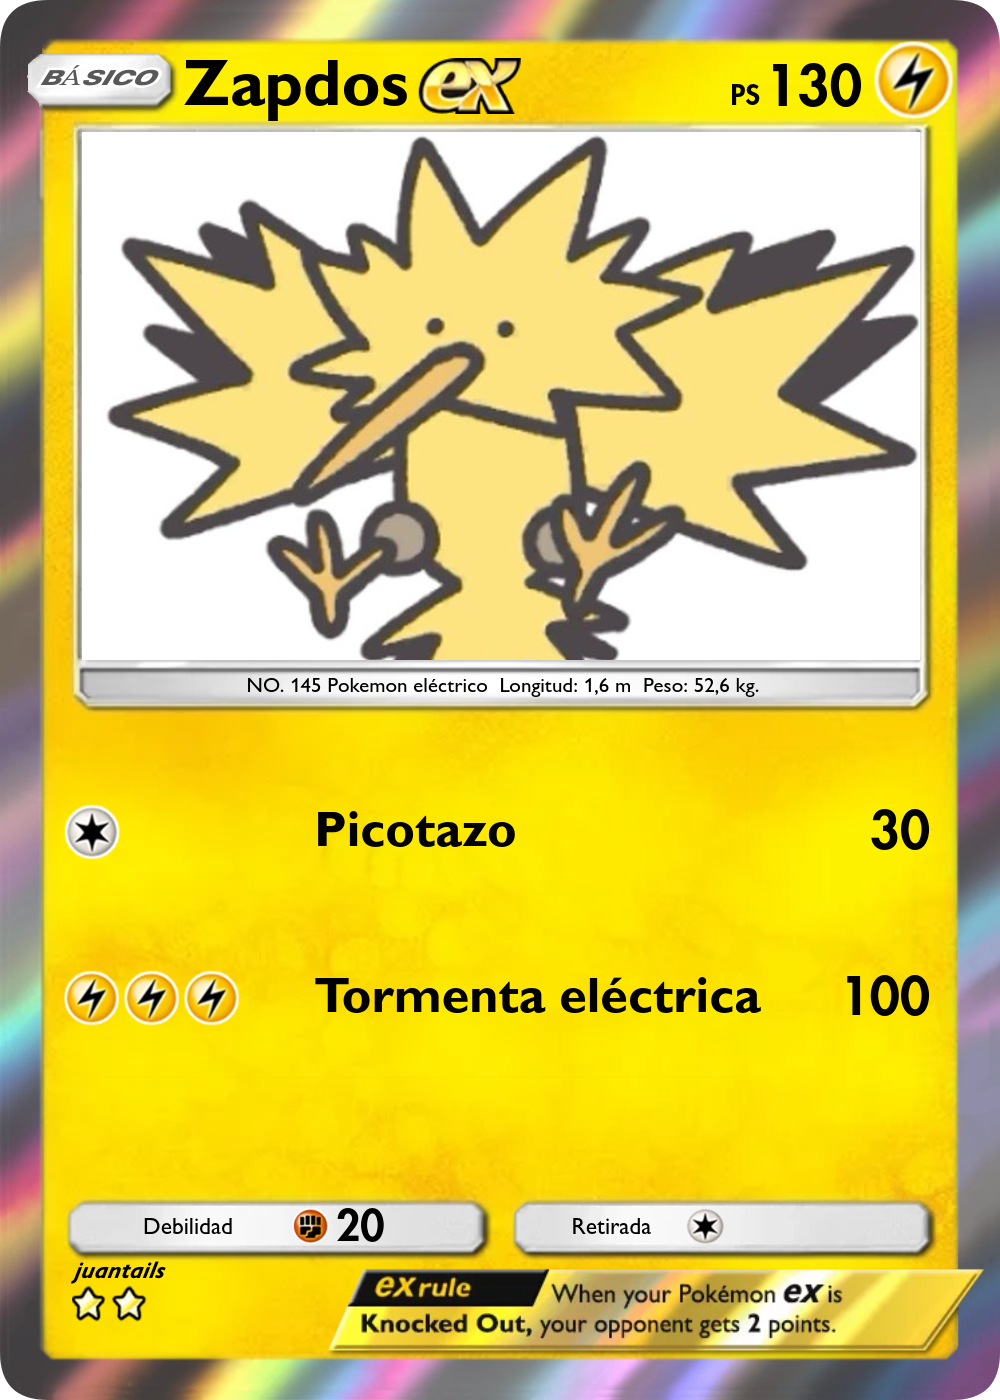 BÁSICO Zapdos ex PS 130
NO. 145 Pokemon eléctrico Longitud: 1,6 m Peso: 52,6 kg.
Picotazo 30
Tormenta eléctrica 100
Debilidad 20 Retirada
juantails
ex rule When your Pokémon ex is
Knocked Out, your opponent gets 2 points.